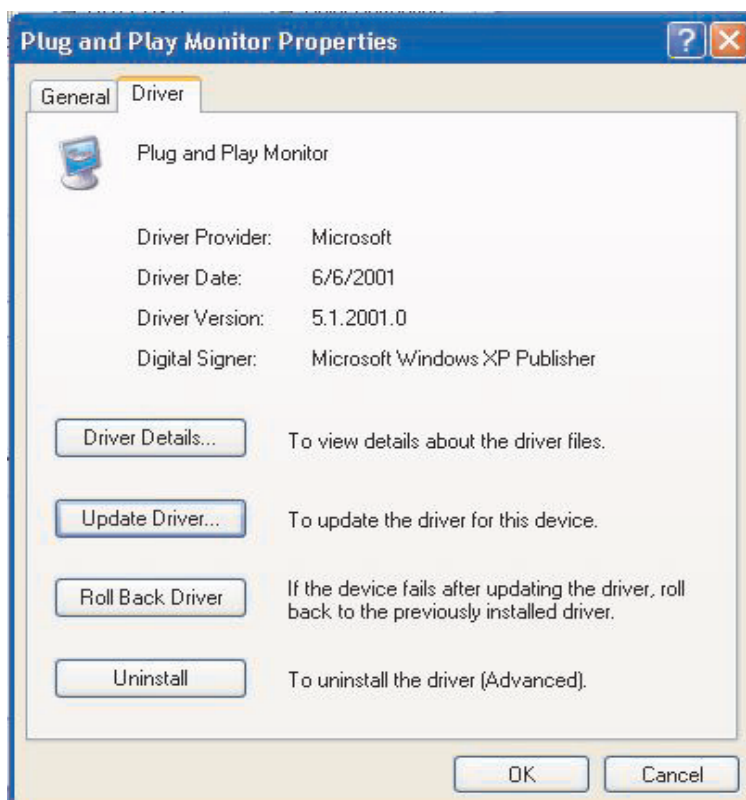 Plug and Play Monitor Properties
General
Driver
Plug and Play Monitor
Driver Provider: Microsoft
Driver Date: 6/6/2001
Driver Version: 5.1.2001.0
Digital Signer: Microsoft Windows XP Publisher
Driver Details...
To view details about the driver files.
Update Driver...
To update the driver for this device.
Roll Back Driver
If the device fails after updating the driver, roll
back to the previously installed driver.
Uninstall
To uninstall the driver (Advanced).
OK
Cancel